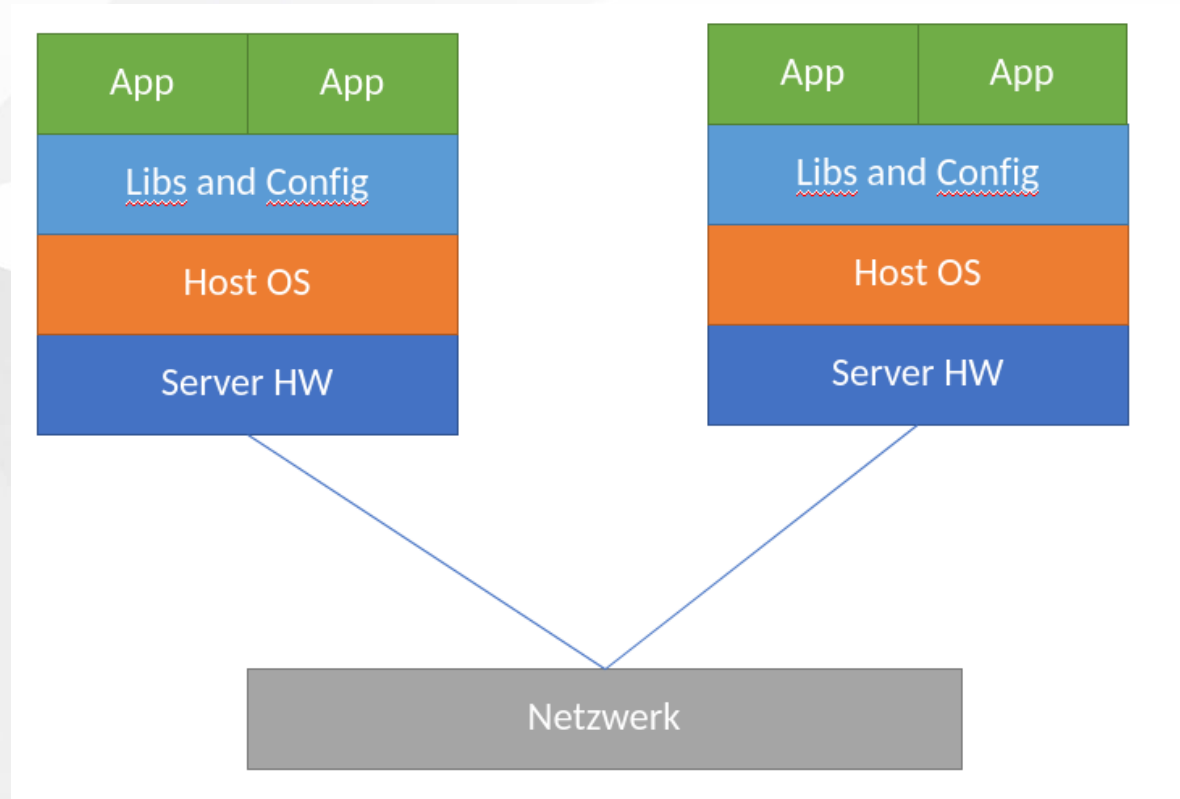 App
App
Libs and Config
Host OS
Server HW
App
App
Libs and Config
Host OS
Server HW
Netzwerk